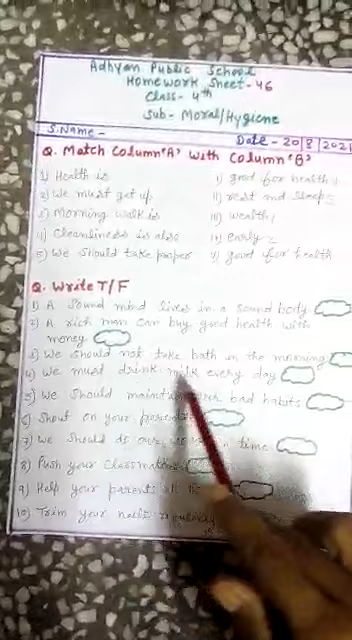 Adhyan Public School
Homework Sheet-46
Class- 4th
Sub- Moral/Hygiene
S.Name-
Date- 20/8/2021
Q. Match Column 'A' with Column 'B'
1) Health is i) good for health
2) We must get up ii) rest and sleep
3) Morning walk is iii) wealth
4) Cleanliness is also iv) early
5) We should take proper v) good for health
Q. Write T/F
1) A Sound mind lives in a sound body
2) A rich man can buy good health with
money
3) We should not take bath in the morning
4) We must drink milk every day
5) We should bad habits
6) Shout on your parents
7) We should do our time
8) Push your classmates
9) Help your parents
10) Trim your nails regularly